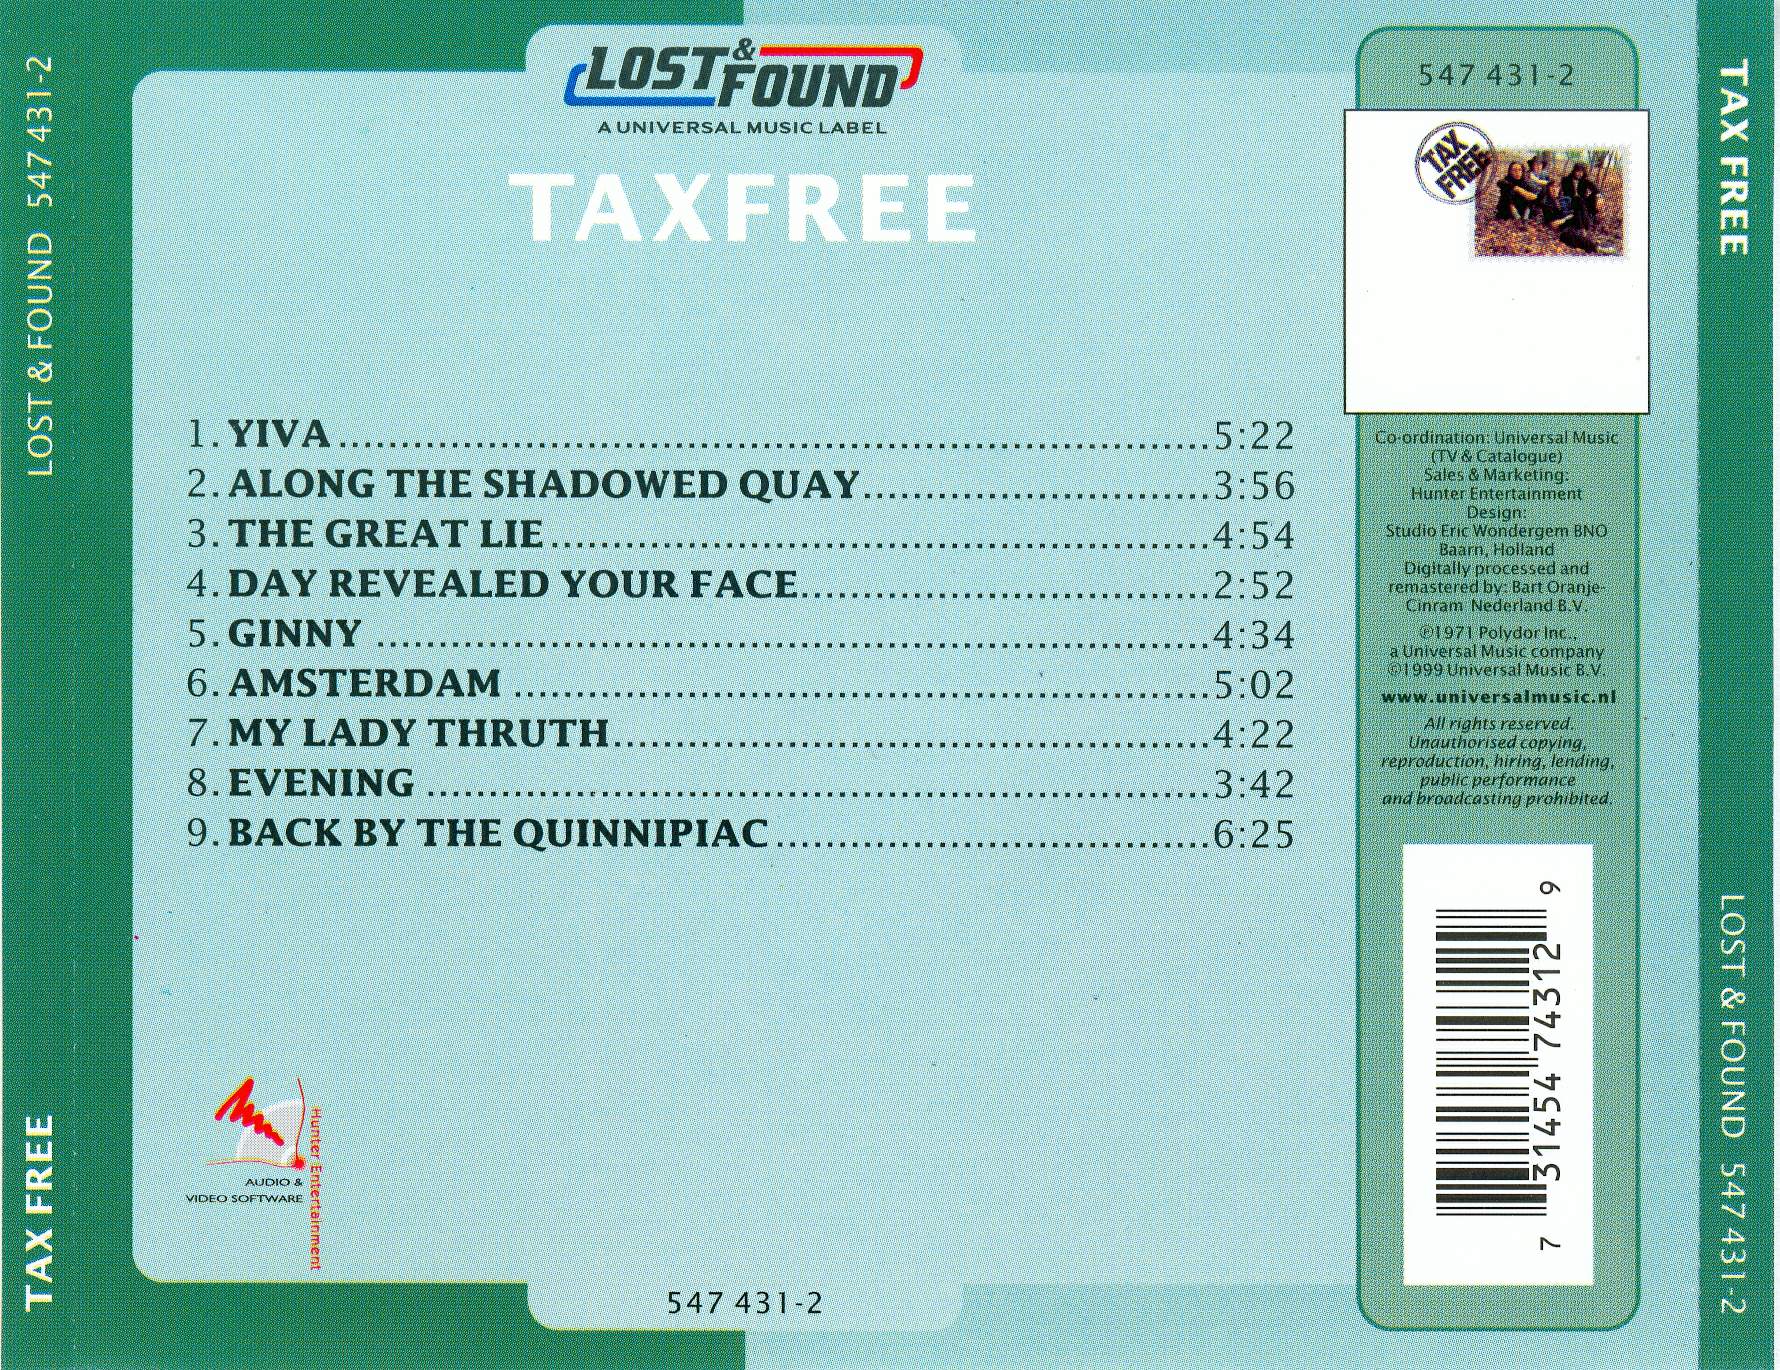 LOST & FOUND 547 431-2
TAX FREE
LOST & FOUND
A UNIVERSAL MUSIC LABEL
TAXFREE
1. YIVA 5:22
2. ALONG THE SHADOWED QUAY 3:56
3. THE GREAT LIE 4:54
4. DAY REVEALED YOUR FACE 2:52
5. GINNY 4:34
6. AMSTERDAM 5:02
7. MY LADY THRUTH 4:22
8. EVENING 3:42
9. BACK BY THE QUINNIPIAC 6:25
Hunter Entertainment
AUDIO &
VIDEO SOFTWARE
547 431-2
547 431-2
TAX
FREE
Co-ordination: Universal Music
(TV & Catalogue)
Sales & Marketing:
Hunter Entertainment
Design:
Studio Eric Wondergem BNO
Baarn, Holland
Digitally processed and
remastered by: Bart Oranje-
Cinram Nederland B.V.
℗1971 Polydor Inc.,
a Universal Music company
©1999 Universal Music B.V.
www.universalmusic.nl
All rights reserved.
Unauthorised copying,
reproduction, hiring, lending,
public performance
and broadcasting prohibited.
7 31454 74312 9
TAX FREE
LOST & FOUND 547 431-2